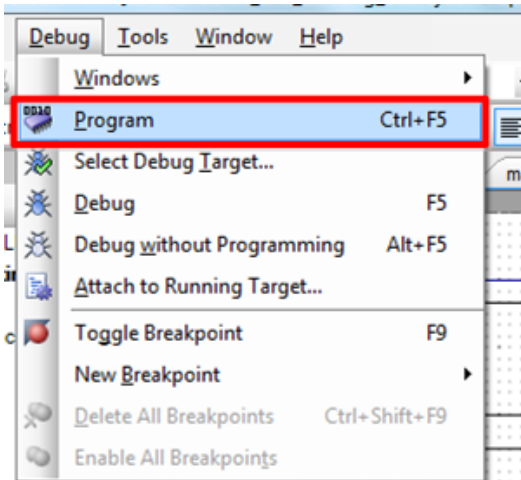 Debug Tools Window Help
Windows
Program Ctrl+F5
Select Debug Target...
Debug F5
Debug without Programming Alt+F5
Attach to Running Target...
Toggle Breakpoint F9
New Breakpoint
Delete All Breakpoints Ctrl+Shift+F9
Enable All Breakpoints